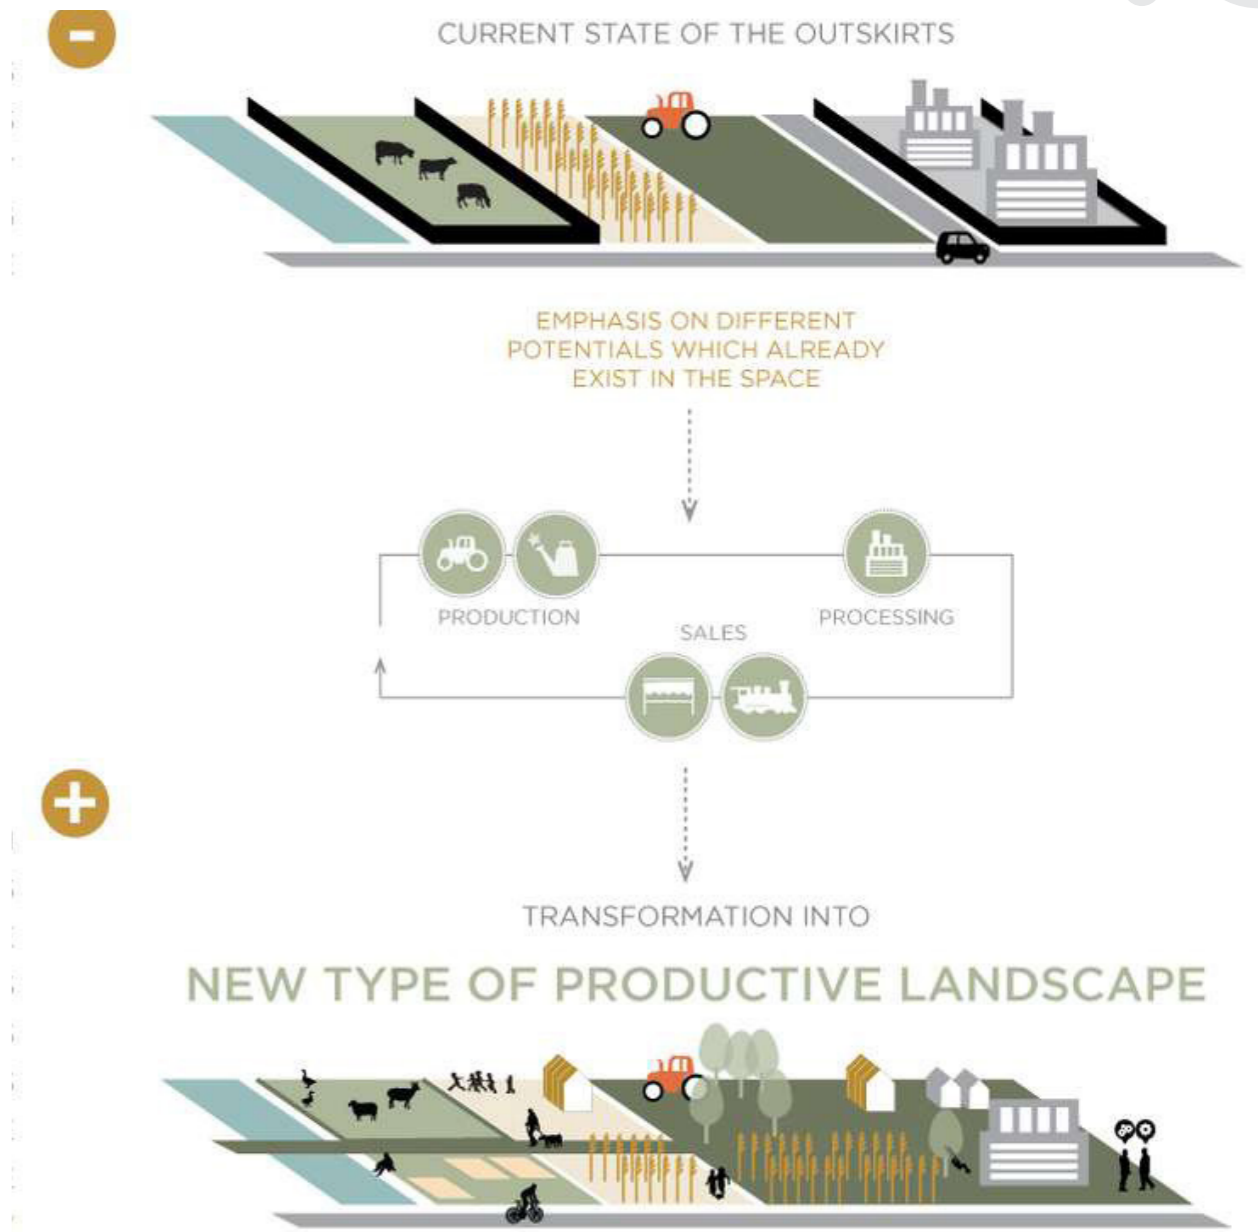 CURRENT STATE OF THE OUTSKIRTS
EMPHASIS ON DIFFERENT
POTENTIALS WHICH ALREADY
EXIST IN THE SPACE
PRODUCTION
PROCESSING
SALES
TRANSFORMATION INTO
NEW TYPE OF PRODUCTIVE LANDSCAPE